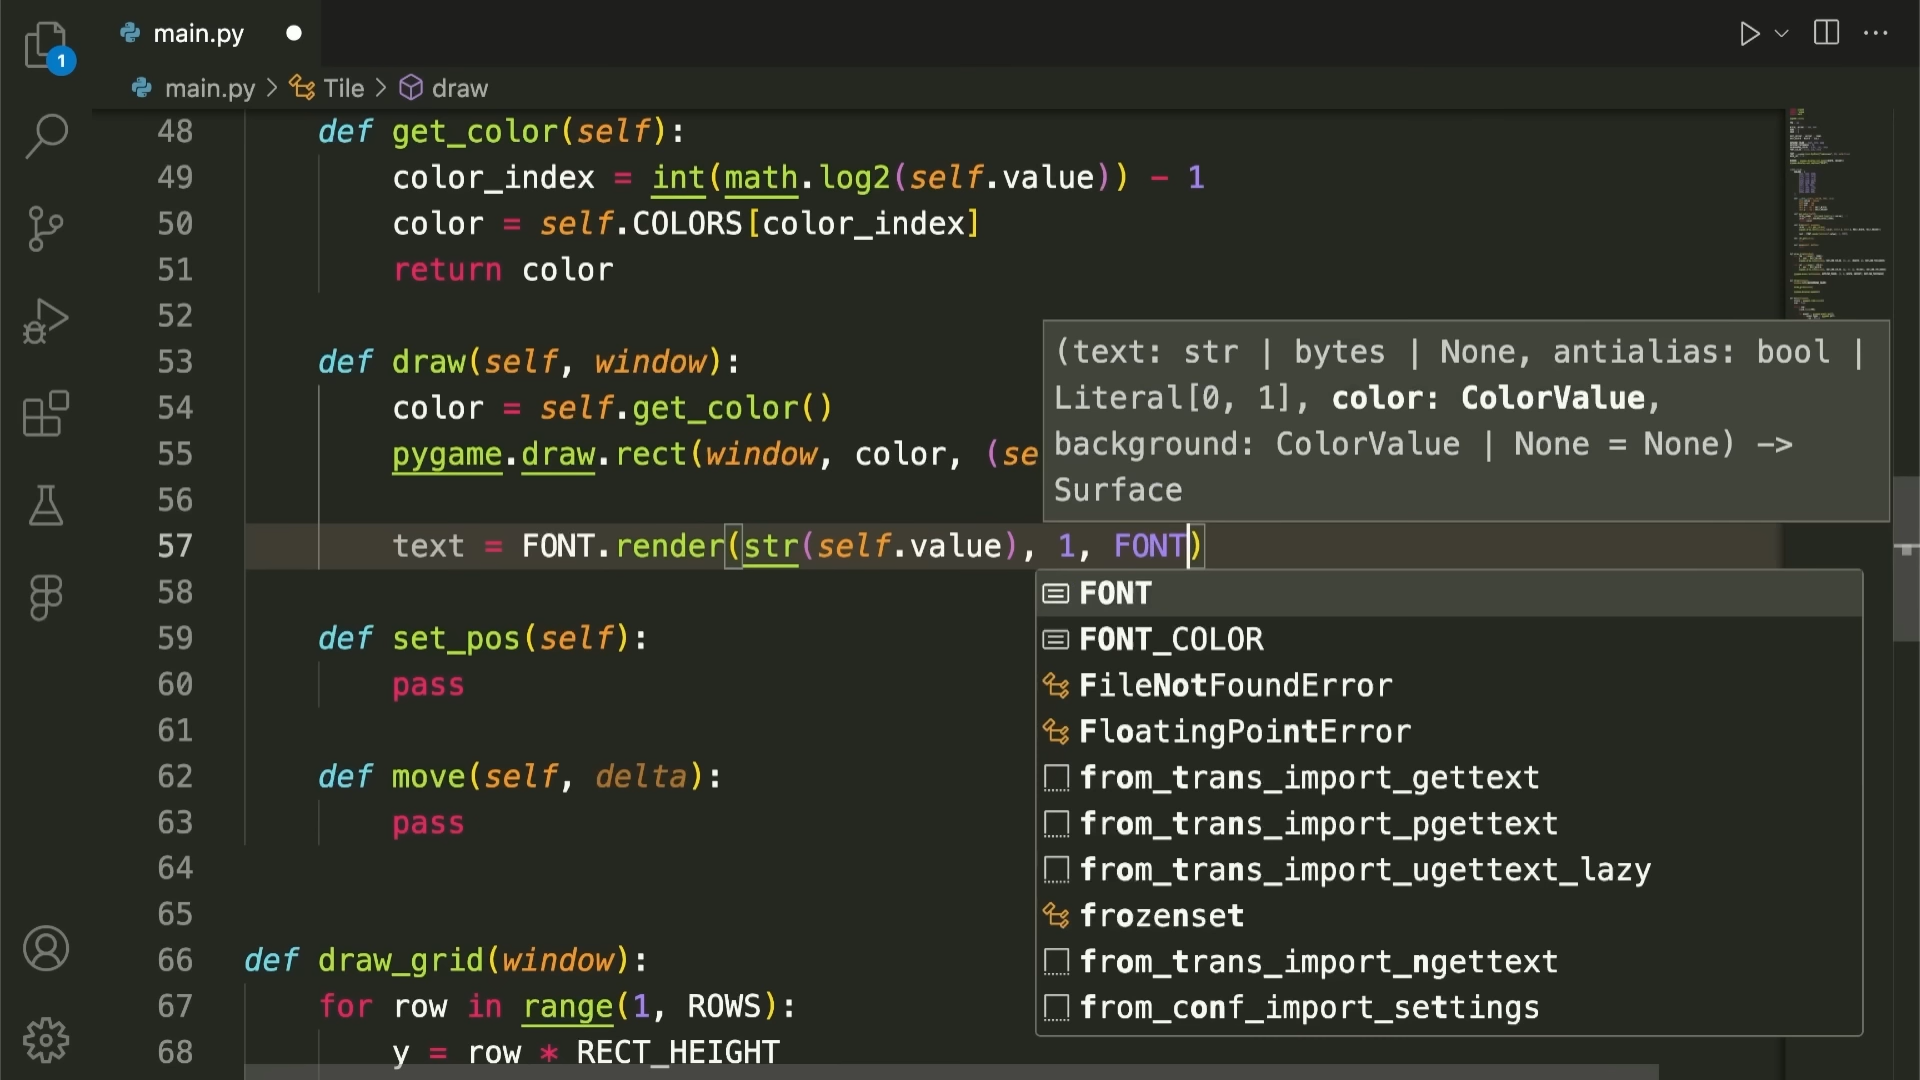 1
main.py
main.py > Tile > draw
48 def get_color(self):
49 color_index = int(math.log2(self.value)) - 1
50 color = self.COLORS[color_index]
51 return color
52
53 def draw(self, window):
54 color = self.get_color()
55 pygame.draw.rect(window, color, (se
56
57 text = FONT.render(str(self.value), 1, FONT)
58
59 def set_pos(self):
60 pass
61
62 def move(self, delta):
63 pass
64
65
66 def draw_grid(window):
67 for row in range(1, ROWS):
68 y = row * RECT_HEIGHT
(text: str | bytes | None, antialias: bool |
Literal[0, 1], color: ColorValue,
background: ColorValue | None = None) ->
Surface
FONT
FONT_COLOR
FileNotFoundError
FloatingPointError
from_trans_import_gettext
from_trans_import_pgettext
from_trans_import_ugettext_lazy
frozenset
from_trans_import_ngettext
from_conf_import_settings